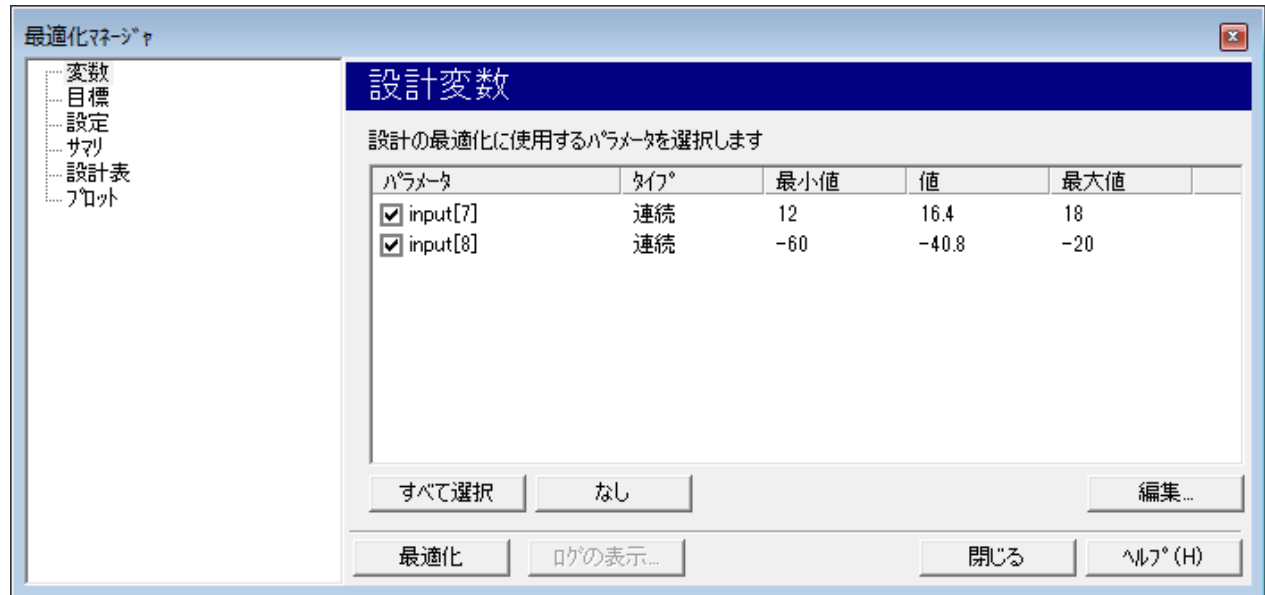 最適化ﾏﾈｰｼﾞｬ
変数
目標
設定
ｻﾏﾘ
設計表
ﾌﾟﾛｯﾄ
設計変数
設計の最適化に使用するﾊﾟﾗﾒｰﾀを選択します
ﾊﾟﾗﾒｰﾀ ﾀｲﾌﾟ 最小値 値 最大値
input[7] 連続 12 16.4 18
input[8] 連続 -60 -40.8 -20
すべて選択 なし 編集...
最適化 ﾛｸﾞの表示... 閉じる ﾍﾙﾌﾟ(H)